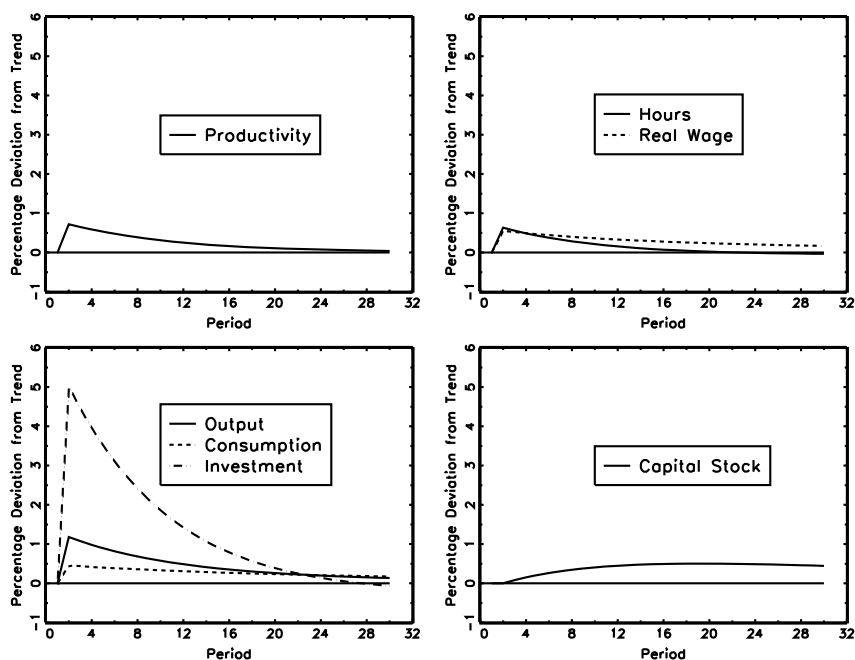 Percentage Deviation from Trend
6
5
4
3
2
1
0
−1
Productivity
0 4 8 12 16 20 24 28 32
Period
Percentage Deviation from Trend
6
5
4
3
2
1
0
−1
Hours
Real Wage
0 4 8 12 16 20 24 28 32
Period
Percentage Deviation from Trend
6
5
4
3
2
1
0
−1
Output
Consumption
Investment
0 4 8 12 16 20 24 28 32
Period
Percentage Deviation from Trend
6
5
4
3
2
1
0
−1
Capital Stock
0 4 8 12 16 20 24 28 32
Period